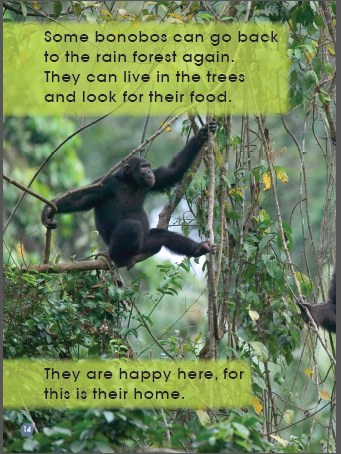 Some bonobos can go back
to the rain forest again.
They can live in the trees
and look for their food.
They are happy here, for
this is their home.
14